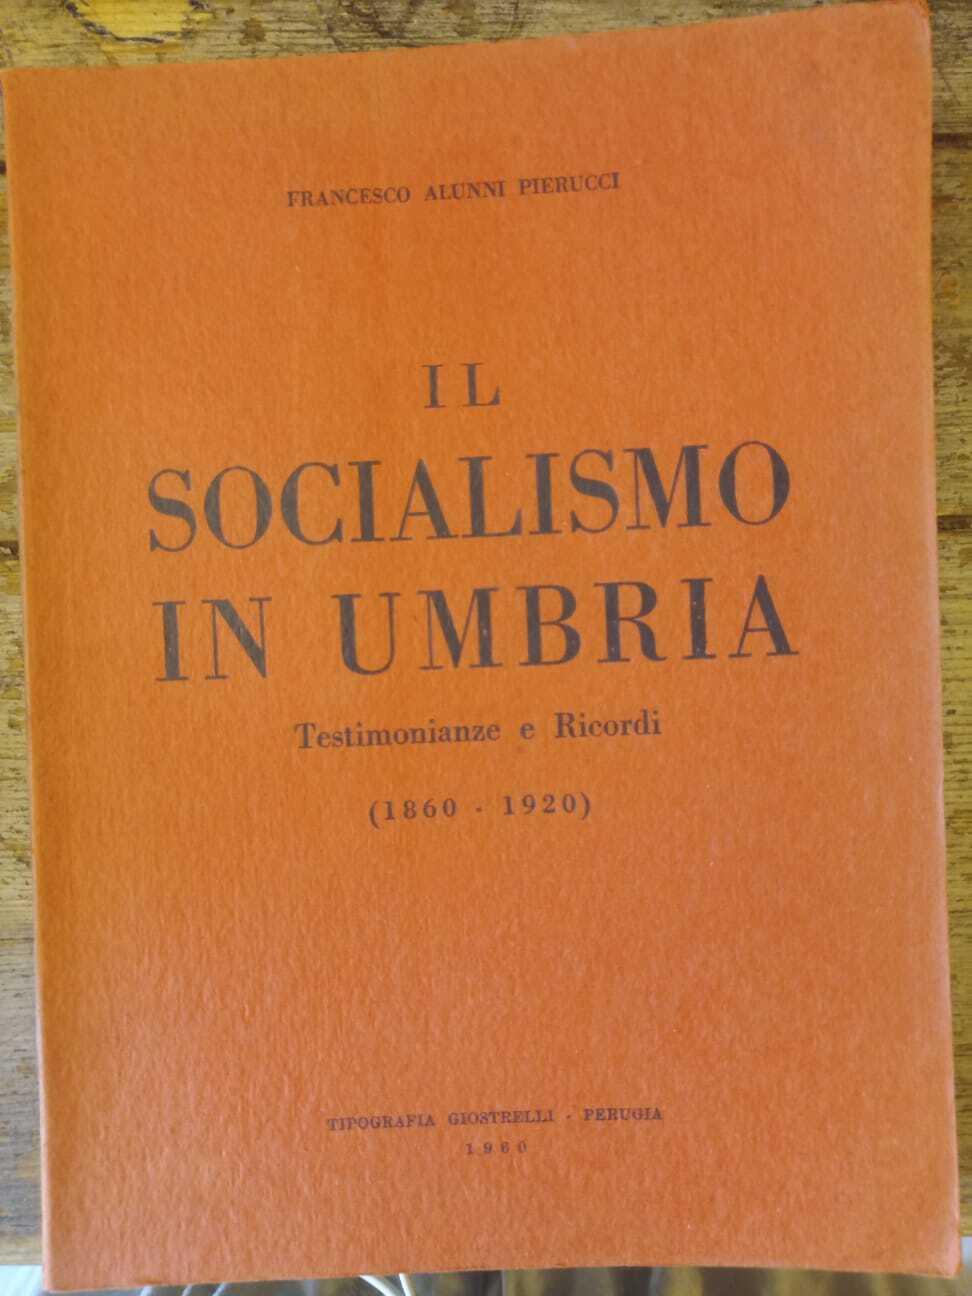 FRANCESCO ALUNNI PIERUCCI
IL
SOCIALISMO
IN UMBRIA
Testimonianze e Ricordi
(1860 - 1920)
TIPOGRAFIA GIOSTRELLI - PERUGIA
1960